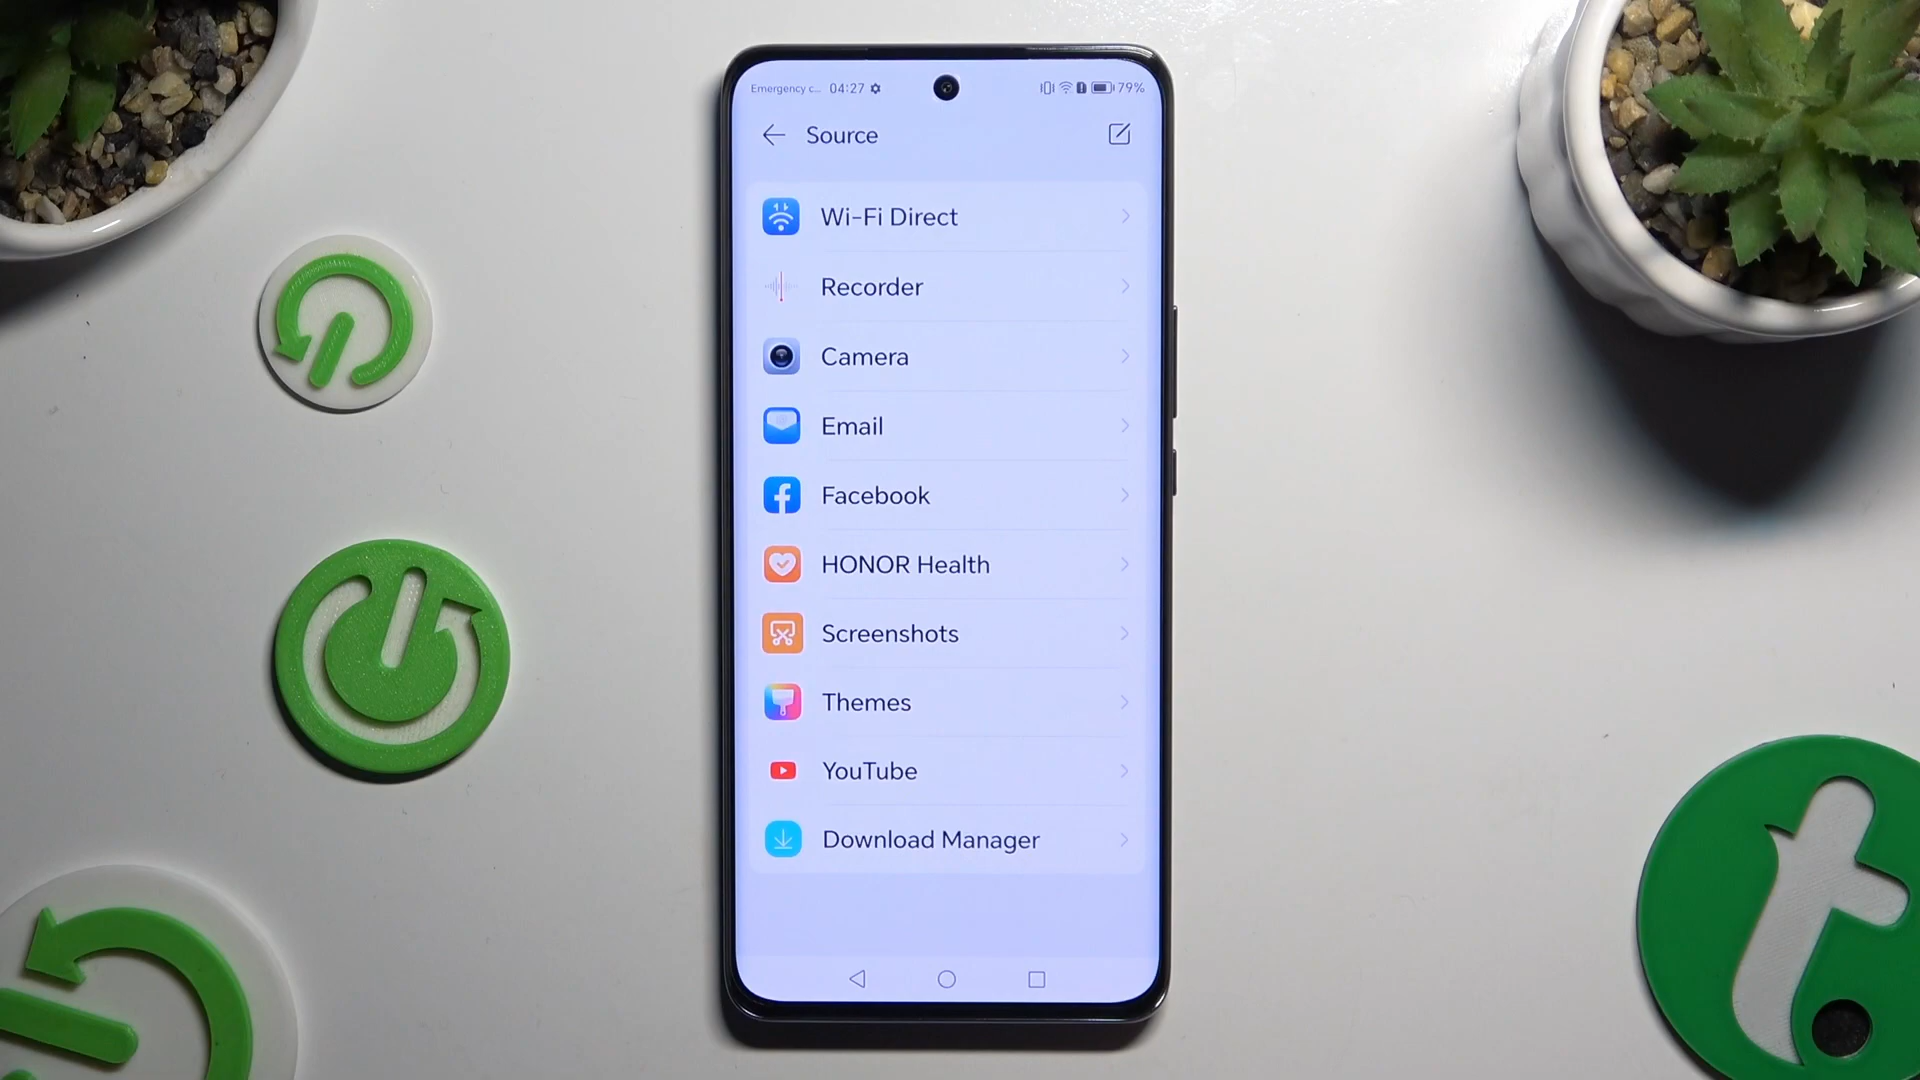 Emergency c... 04:27 79%
Source
Wi-Fi Direct
Recorder
Camera
Email
Facebook
HONOR Health
Screenshots
Themes
YouTube
Download Manager